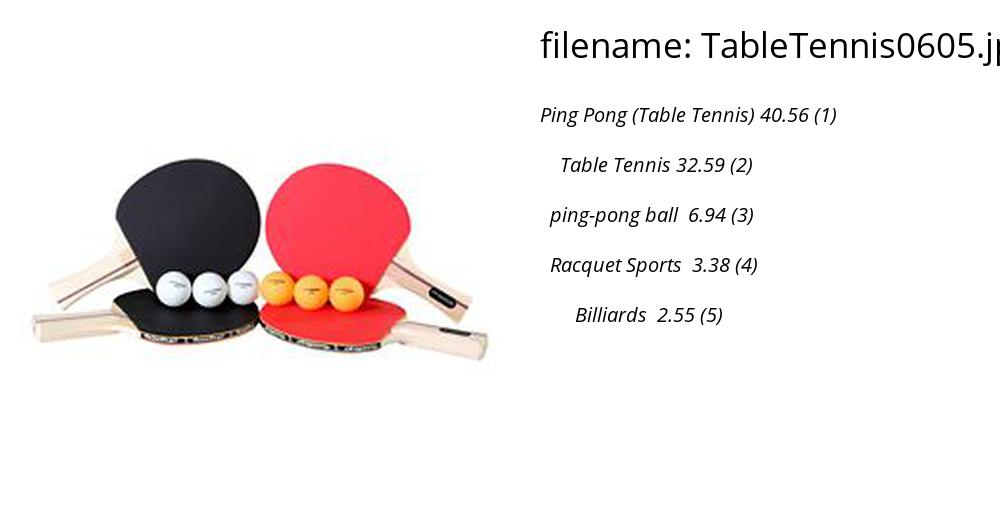 filename: TableTennis0605.jp
Ping Pong (Table Tennis) 40.56 (1)
Table Tennis 32.59 (2)
ping-pong ball 6.94 (3)
Racquet Sports 3.38 (4)
Billiards 2.55 (5)